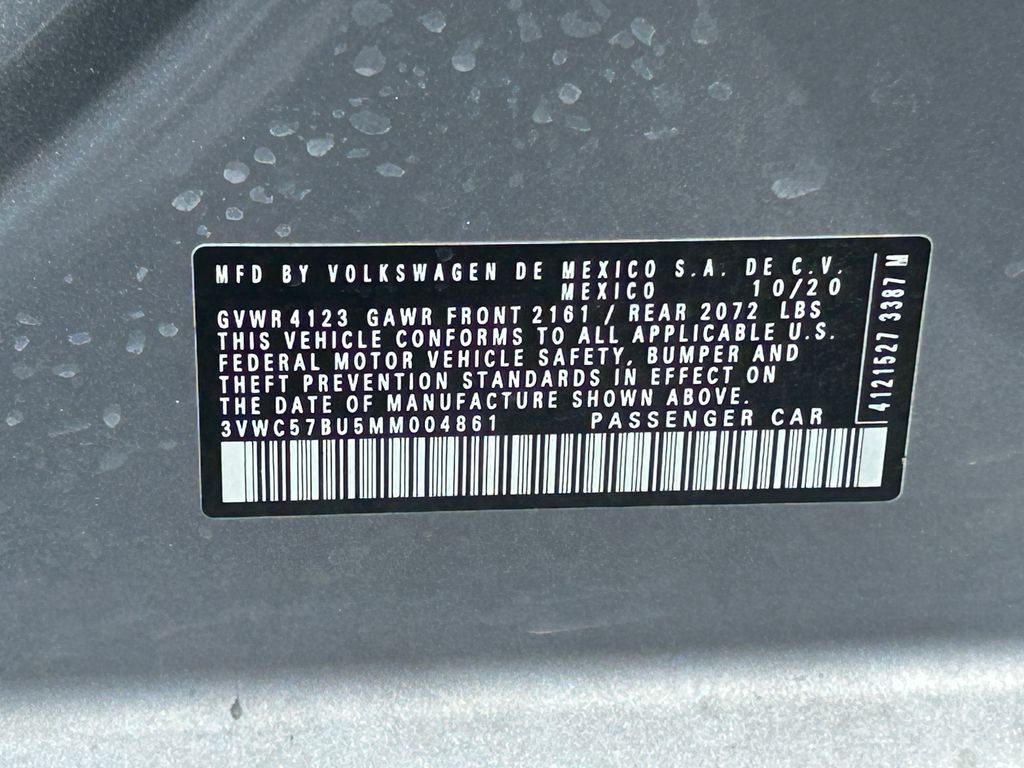 MFD BY VOLKSWAGEN DE MEXICO S.A. DE C.V.
MEXICO 10/20
GVWR 4123 GAWR FRONT 2161 / REAR 2072 LBS
THIS VEHICLE CONFORMS TO ALL APPLICABLE U.S.
FEDERAL MOTOR VEHICLE SAFETY, BUMPER AND
THEFT PREVENTION STANDARDS IN EFFECT ON
THE DATE OF MANUFACTURE SHOWN ABOVE.
3VWC57BU5MM004861 PASSENGER CAR
4121527 3387 M